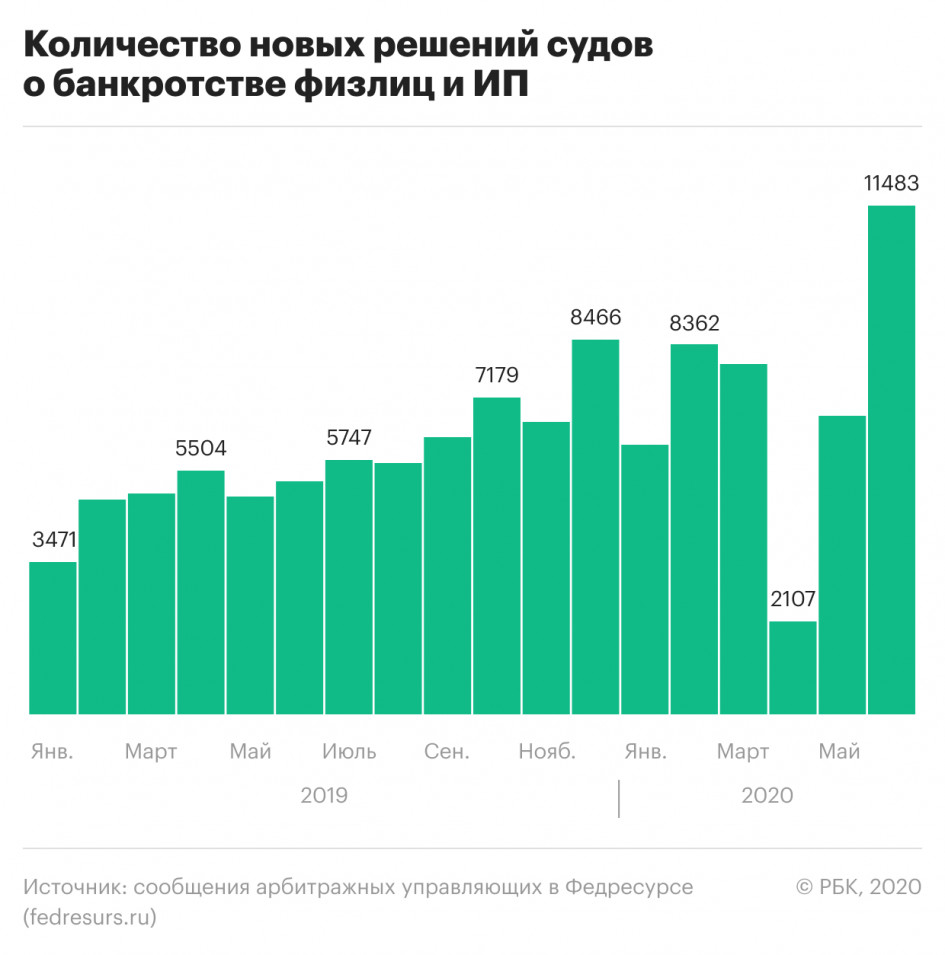 Количество новых решений судов
о банкротстве физлиц и ИП
11483
8466
8362
7179
5747
5504
3471
2107
Янв. Март Май Июль Сен. Нояб. Янв. Март Май
2019 2020
Источник: сообщения арбитражных управляющих в Федресурсе © РБК, 2020
(fedresurs.ru)